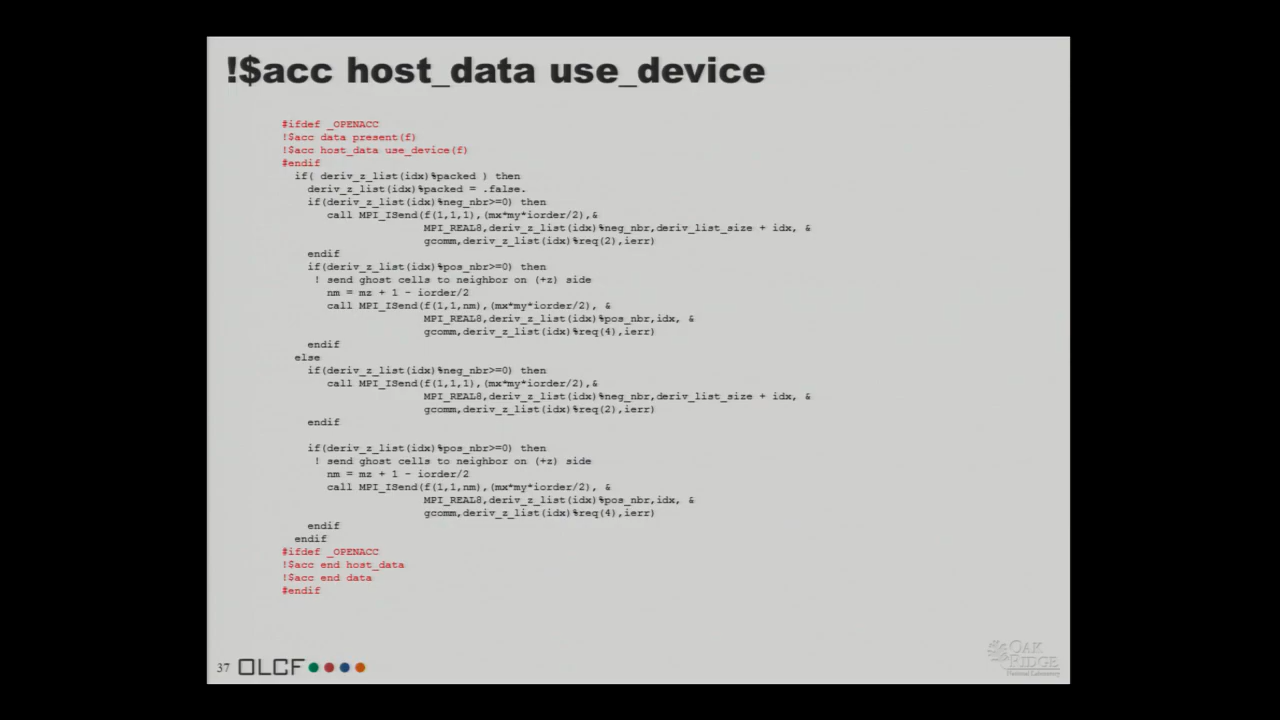 !$acc host_data use_device
#ifdef _OPENACC
!$acc data present(f)
!$acc host_data use_device(f)
#endif
if( deriv_z_list(idx)%packed ) then
deriv_z_list(idx)%packed = .false.
if(deriv_z_list(idx)%neg_nbr>=0) then
call MPI_ISend(f(1,1,1),(mx*my*iorder/2),&
MPI_REAL8,deriv_z_list(idx)%neg_nbr,deriv_list_size + idx, &
gcomm,deriv_z_list(idx)%req(2),ierr)
endif
if(deriv_z_list(idx)%pos_nbr>=0) then
! send ghost cells to neighbor on (+z) side
nm = mz + 1 - iorder/2
call MPI_ISend(f(1,1,nm),(mx*my*iorder/2), &
MPI_REAL8,deriv_z_list(idx)%pos_nbr,idx, &
gcomm,deriv_z_list(idx)%req(4),ierr)
endif
else
if(deriv_z_list(idx)%neg_nbr>=0) then
call MPI_ISend(f(1,1,1),(mx*my*iorder/2),&
MPI_REAL8,deriv_z_list(idx)%neg_nbr,deriv_list_size + idx, &
gcomm,deriv_z_list(idx)%req(2),ierr)
endif
if(deriv_z_list(idx)%pos_nbr>=0) then
! send ghost cells to neighbor on (+z) side
nm = mz + 1 - iorder/2
call MPI_ISend(f(1,1,nm),(mx*my*iorder/2), &
MPI_REAL8,deriv_z_list(idx)%pos_nbr,idx, &
gcomm,deriv_z_list(idx)%req(4),ierr)
endif
endif
#ifdef _OPENACC
!$acc end host_data
!$acc end data
#endif
37 OLCF
OAK
RIDGE
National Laboratory